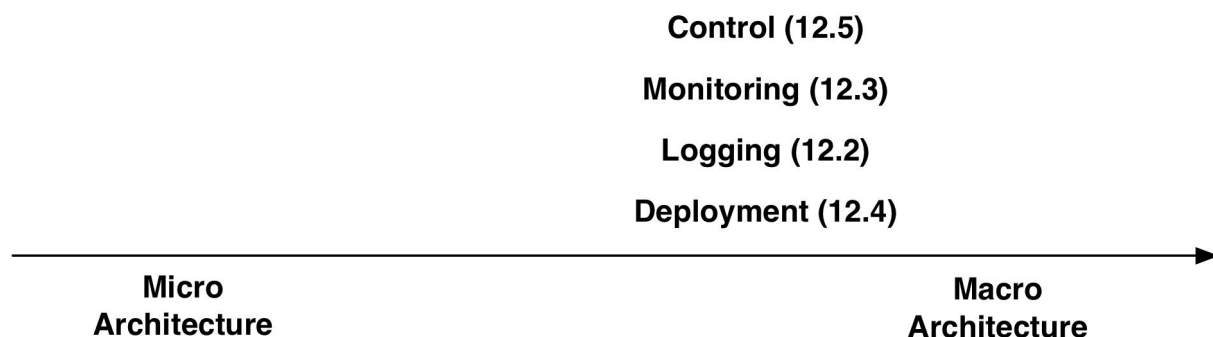 Control (12.5)
Monitoring (12.3)
Logging (12.2)
Deployment (12.4)
Micro
Architecture
Macro
Architecture